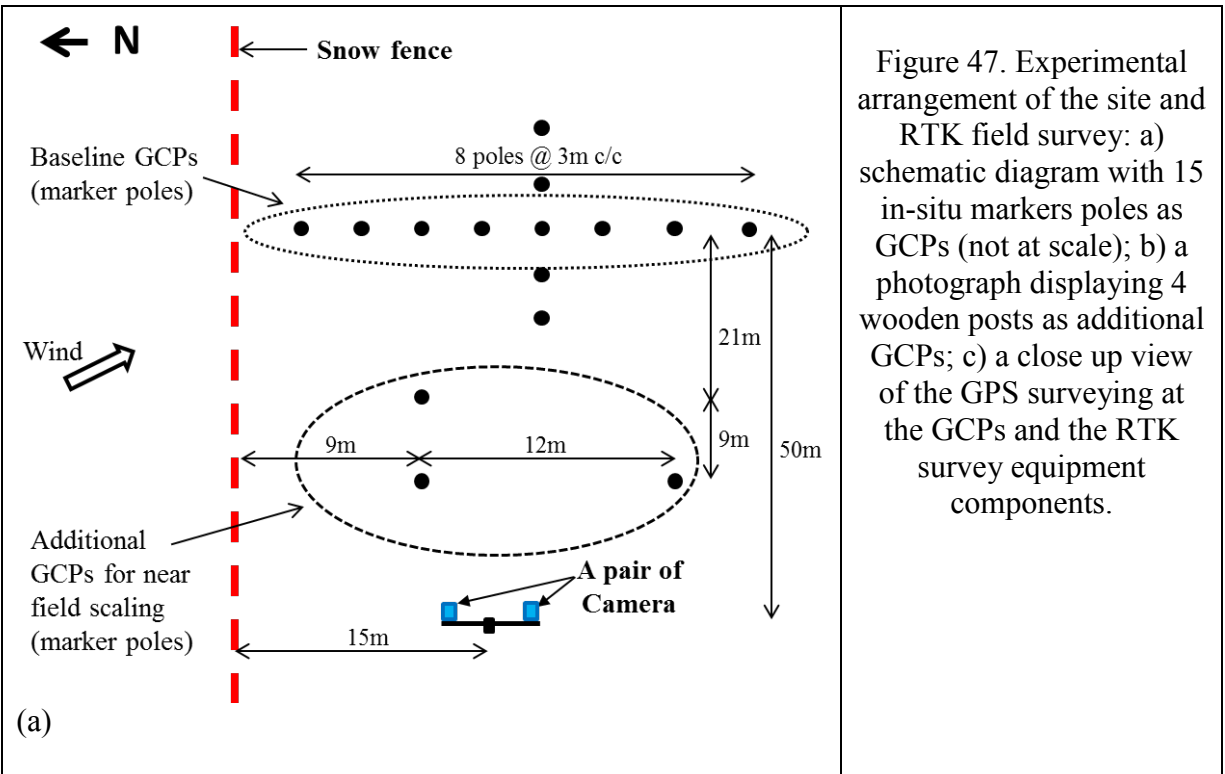 N
Snow fence
Baseline GCPs
(marker poles)
8 poles @ 3m c/c
Wind
21m
9m
12m
9m
50m
Additional
GCPs for near
field scaling
(marker poles)
A pair of
Camera
15m
(a)
Figure 47. Experimental
arrangement of the site and
RTK field survey: a)
schematic diagram with 15
in-situ markers poles as
GCPs (not at scale); b) a
photograph displaying 4
wooden posts as additional
GCPs; c) a close up view
of the GPS surveying at
the GCPs and the RTK
survey equipment
components.